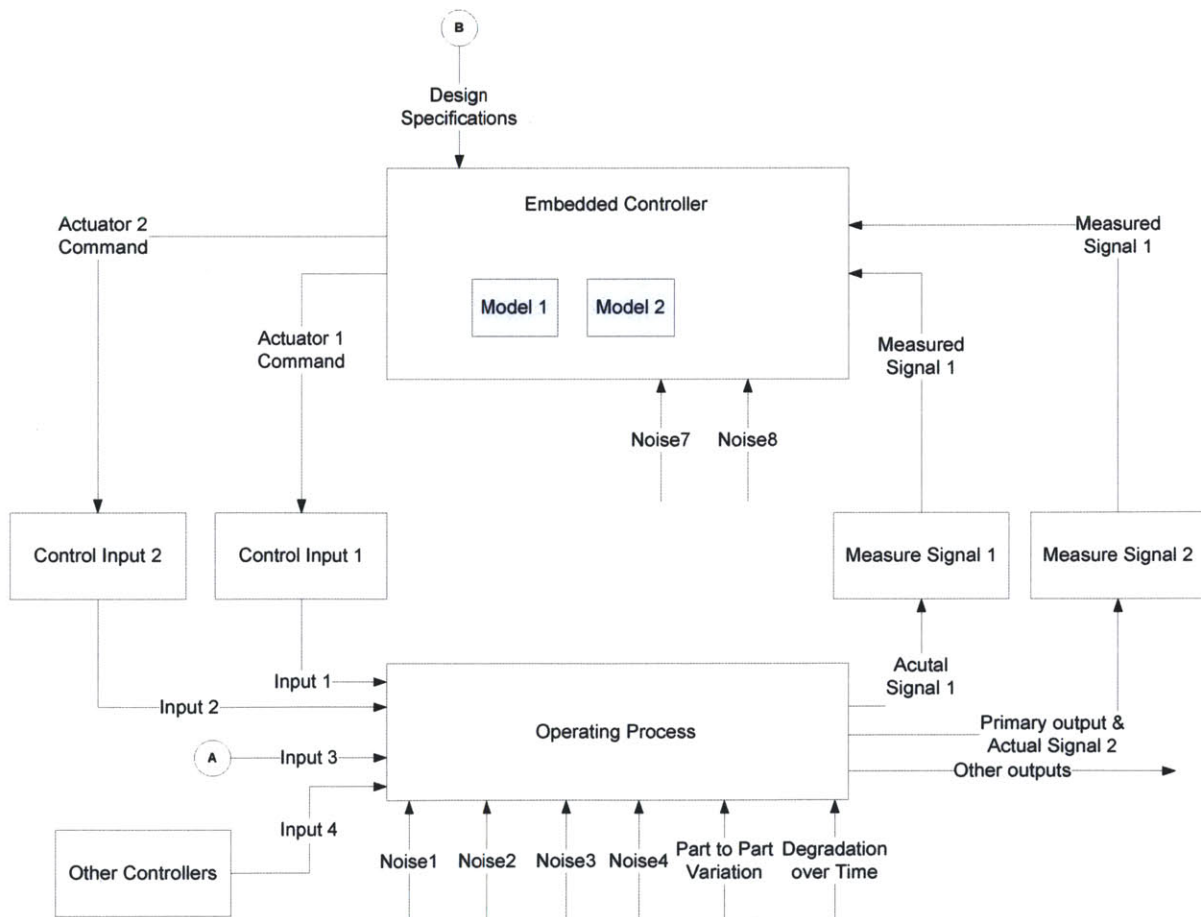 B
Design
Specifications
Embedded Controller
Actuator 2
Command
Measured
Signal 1
Model 1
Model 2
Actuator 1
Command
Measured
Signal 1
Noise7
Noise8
Control Input 2
Control Input 1
Measure Signal 1
Measure Signal 2
Input 1
Acutal
Signal 1
Input 2
Operating Process
Primary output &
Actual Signal 2
A
Input 3
Other outputs
Input 4
Other Controllers
Noise1
Noise2
Noise3
Noise4
Part to Part
Variation
Degradation
over Time